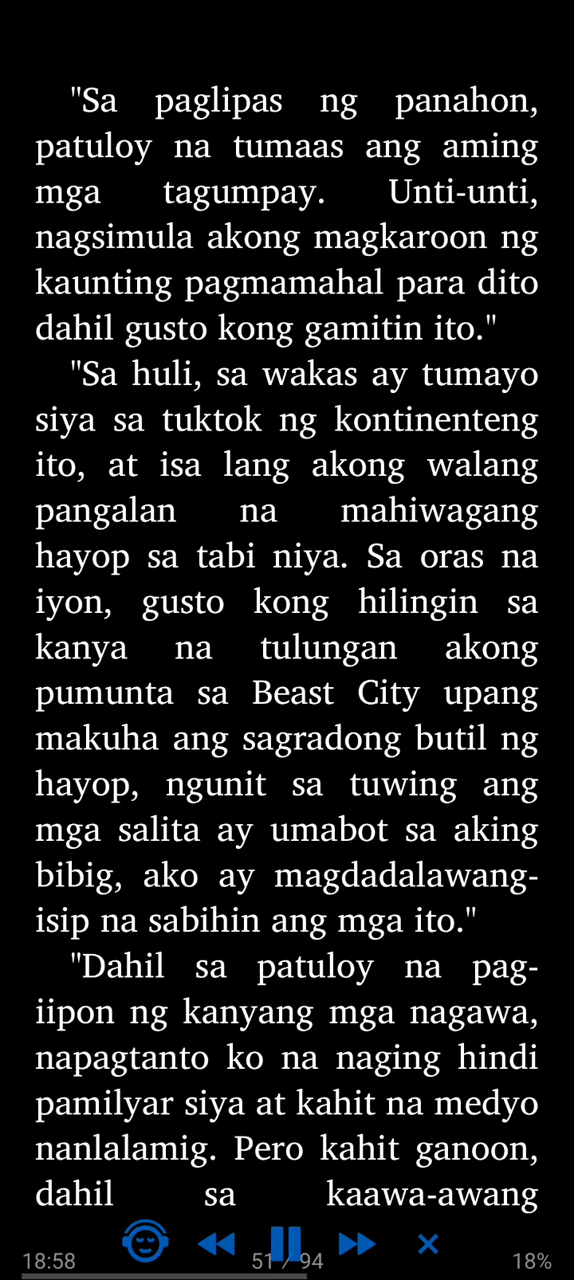 "Sa paglipas ng panahon,
patuloy na tumaas ang aming
mga tagumpay. Unti-unti,
nagsimula akong magkaroon ng
kaunting pagmamahal para dito
dahil gusto kong gamitin ito."
"Sa huli, sa wakas ay tumayo
siya sa tuktok ng kontinenteng
ito, at isa lang akong walang
pangalan na mahiwagang
hayop sa tabi niya. Sa oras na
iyon, gusto kong hilingin sa
kanya na tulungan akong
pumunta sa Beast City upang
makuha ang sagradong butil ng
hayop, ngunit sa tuwing ang
mga salita ay umabot sa aking
bibig, ako ay magdadalawang-
isip na sabihin ang mga ito."
"Dahil sa patuloy na pag-
iipon ng kanyang mga nagawa,
napagtanto ko na naging hindi
pamilyar siya at kahit na medyo
nanlalamig. Pero kahit ganoon,
dahil sa kaawa-awang
18:58 51 / 94 18%